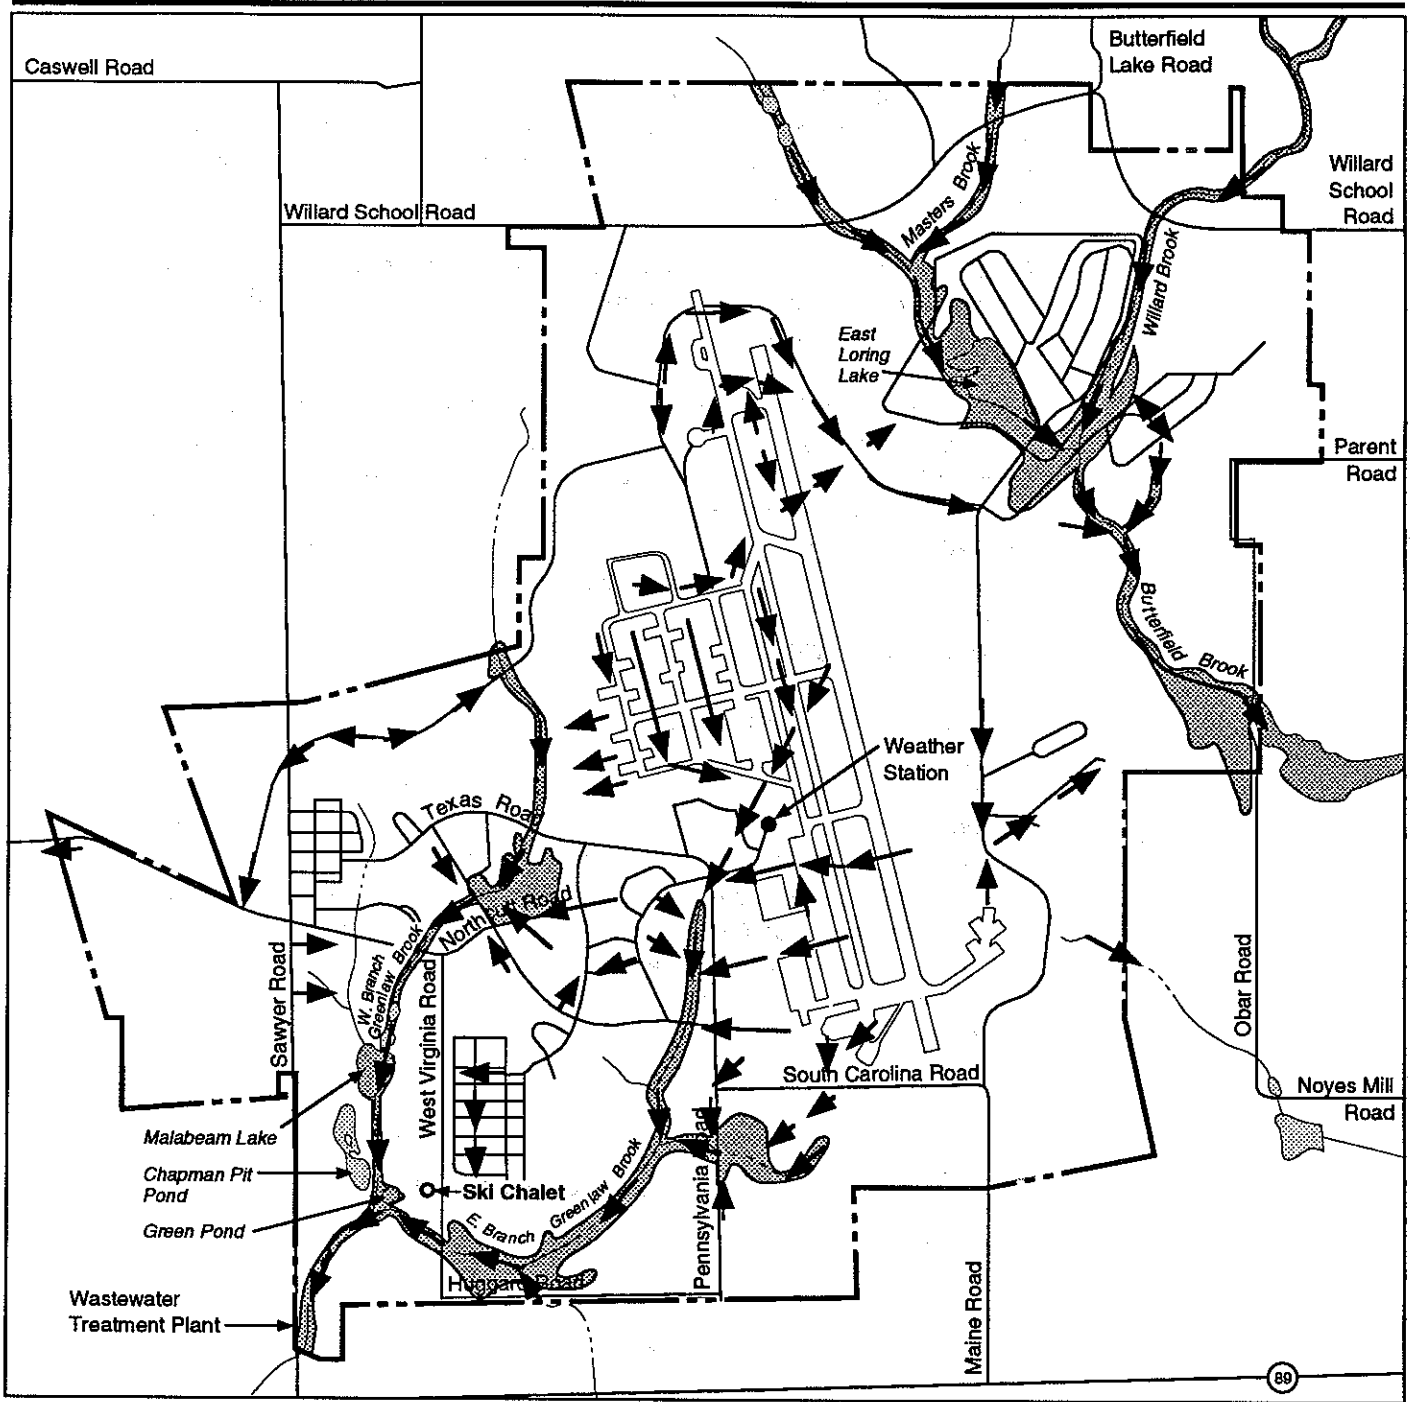 Butterfield
Lake Road
Caswell Road
Willard
School
Road
Willard School Road
Masters Brook
Willard Brook
East
Loring
Lake
Parent
Road
Butterfield Brook
Weather
Station
Texas Road
Northcutt Road
W. Branch
Greenlaw Brook
Sawyer Road
West Virginia Road
Obar Road
South Carolina Road
Noyes Mill
Road
Malabeam Lake
Chapman Pit
Pond
Green Pond
Ski Chalet
E. Branch Greenlaw Brook
Pennsylvania Road
Hungard Road
Wastewater
Treatment Plant
Maine Road
89